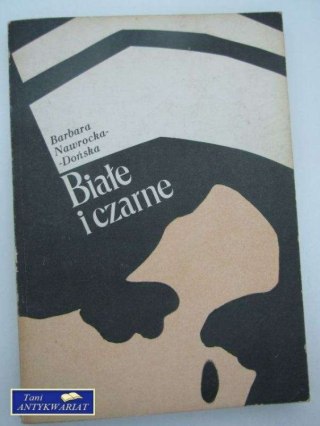 Barbara
Nawrocka-
-Dońska
Białe
i czarne
Tani
ANTYKWARIAT